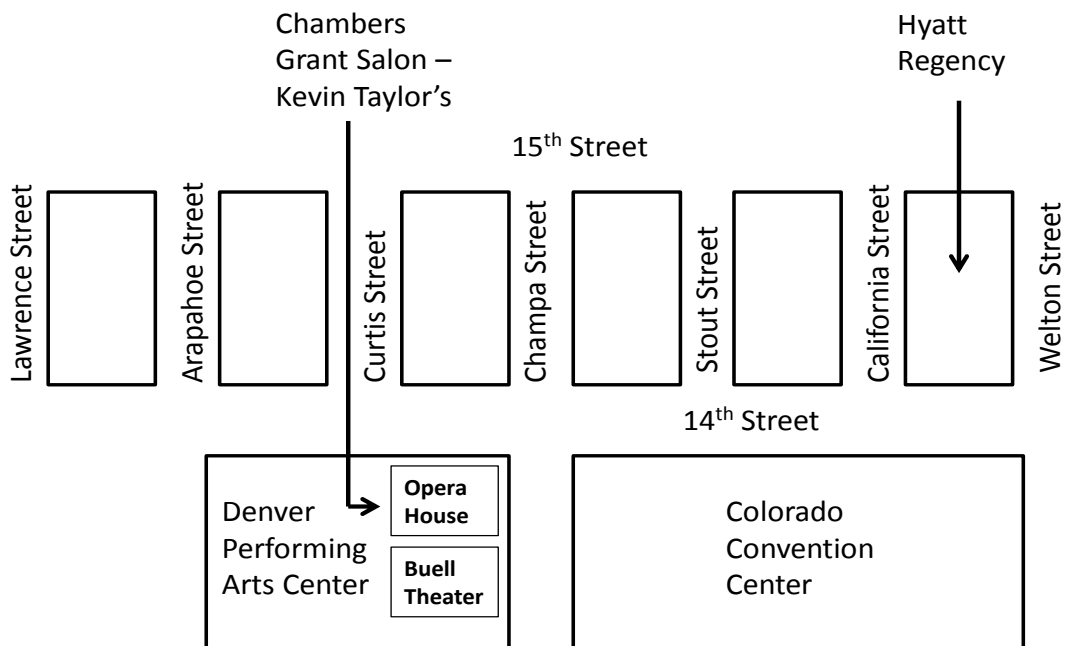 Chambers
Grant Salon –
Kevin Taylor's
Hyatt
Regency
15th Street
Lawrence Street
Arapahoe Street
Curtis Street
Champa Street
Stout Street
California Street
Welton Street
14th Street
Denver
Performing
Arts Center
Opera
House
Buell
Theater
Colorado
Convention
Center